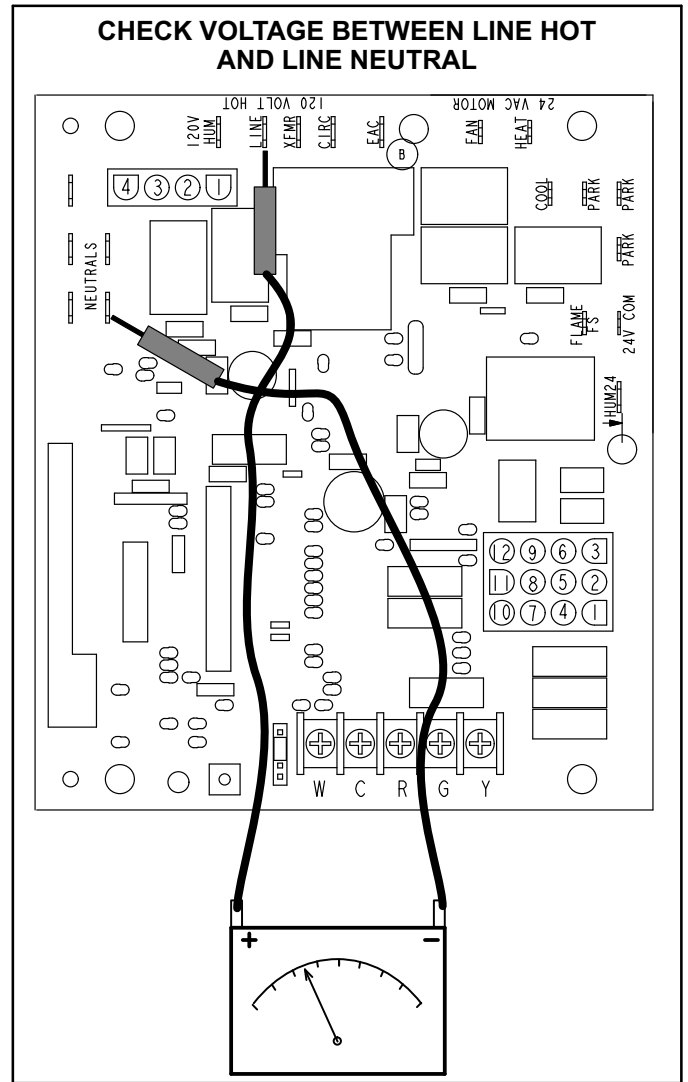 CHECK VOLTAGE BETWEEN LINE HOT
AND LINE NEUTRAL
120 VOLT HOT
24 VAC MOTOR
120V
HUM
LINE
XFMR
CIRC
EAC
FAN
HEAT
B
4 3 2 1
COOL
PARK
PARK
PARK
NEUTRALS
FLAME
FS
24V COM
HUM24
12 9 6 3
11 8 5 2
10 7 4 1
W C R G Y
+ −